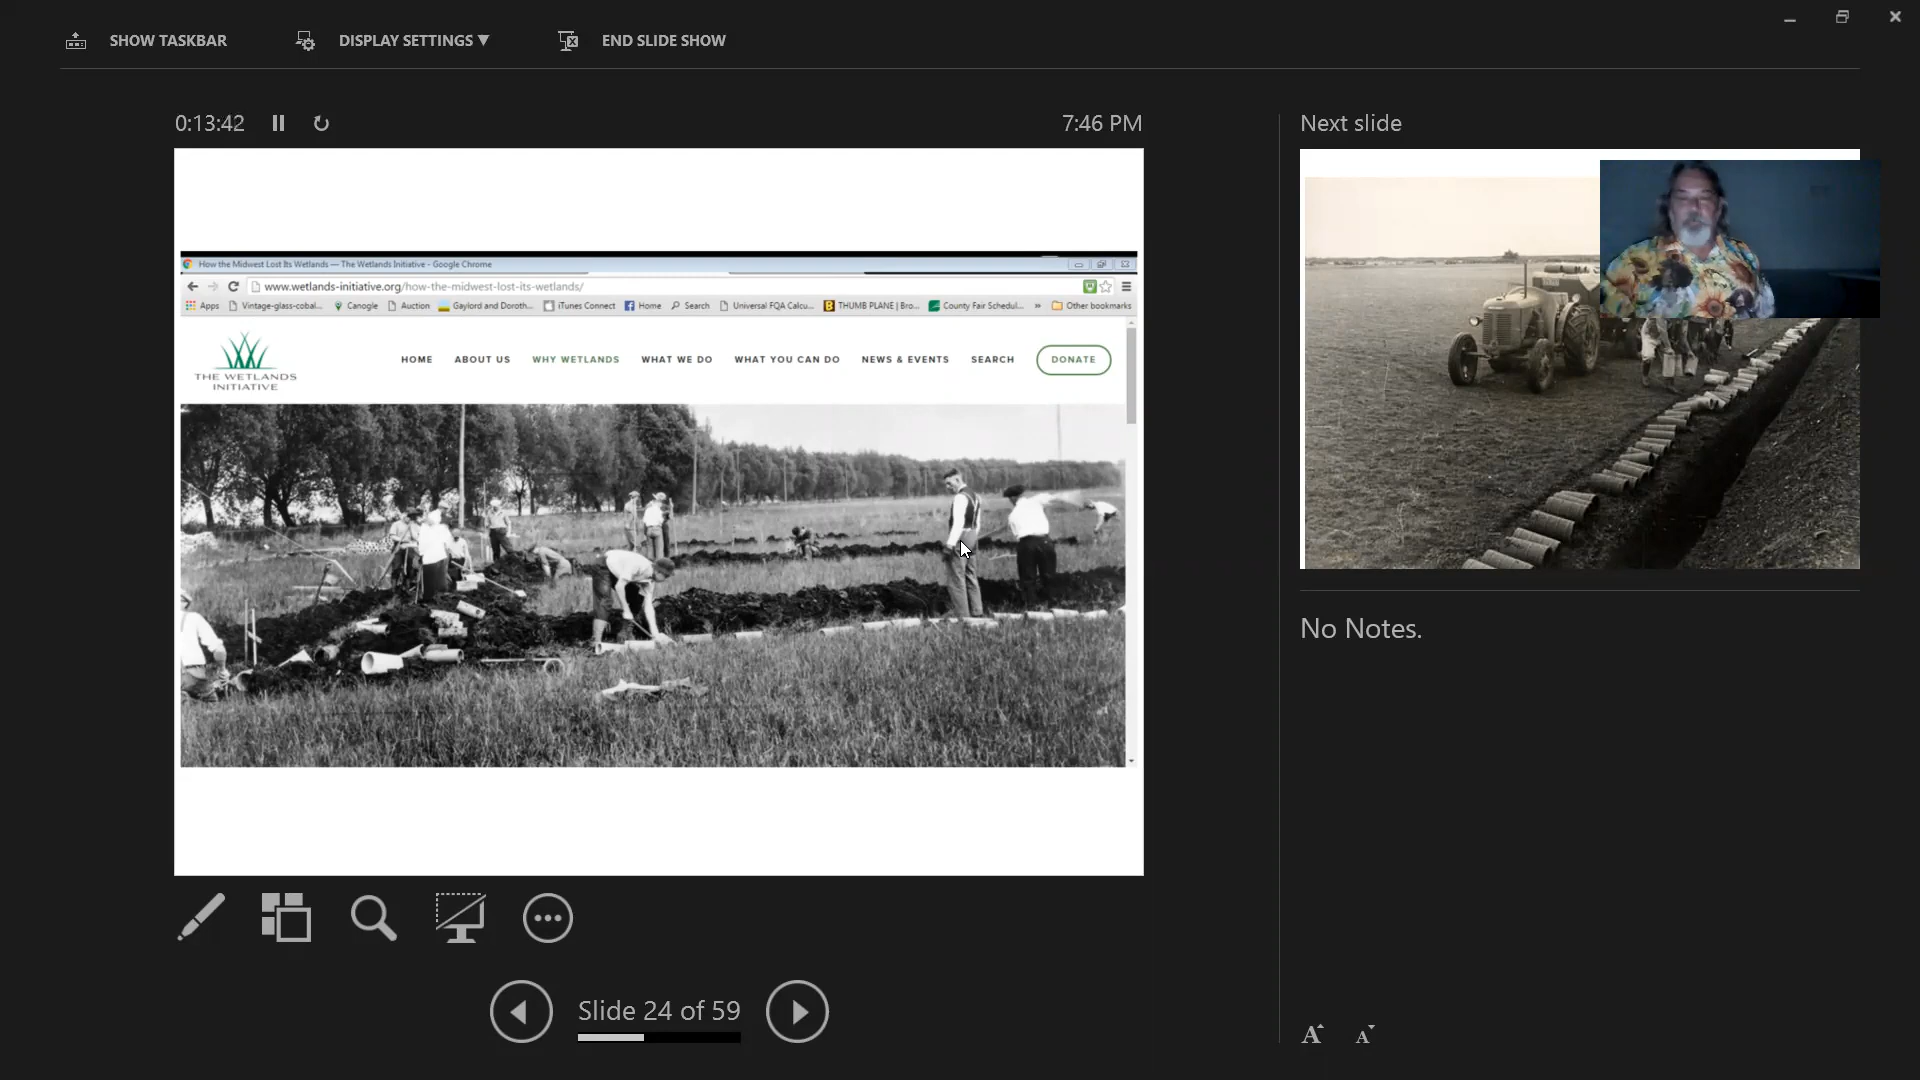 SHOW TASKBAR
DISPLAY SETTINGS ▼
END SLIDE SHOW
0:13:42
7:46 PM
Next slide
How the Midwest Lost Its Wetlands — The Wetlands Initiative - Google Chrome
www.wetlands-initiative.org/how-the-midwest-lost-its-wetlands/
Apps Vintage-glass-cobal... Canogle Auction Gaylord and Doroth... iTunes Connect Home Search Universal FQA Calcu... THUMB PLANE | Bro... County Fair Schedul... » Other bookmarks
THE WETLANDS
INITIATIVE
HOME ABOUT US WHY WETLANDS WHAT WE DO WHAT YOU CAN DO NEWS & EVENTS SEARCH DONATE
No Notes.
Slide 24 of 59
A A